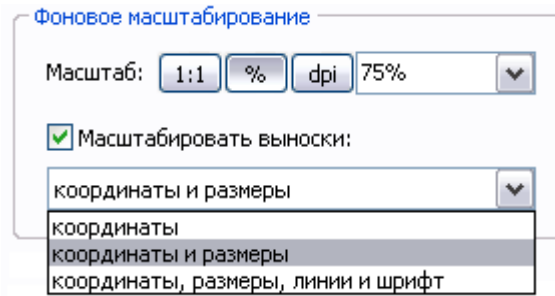 Фоновое масштабирование
Масштаб: 1:1 % dpi 75%
Масштабировать выноски:
координаты и размеры
координаты
координаты и размеры
координаты, размеры, линии и шрифт